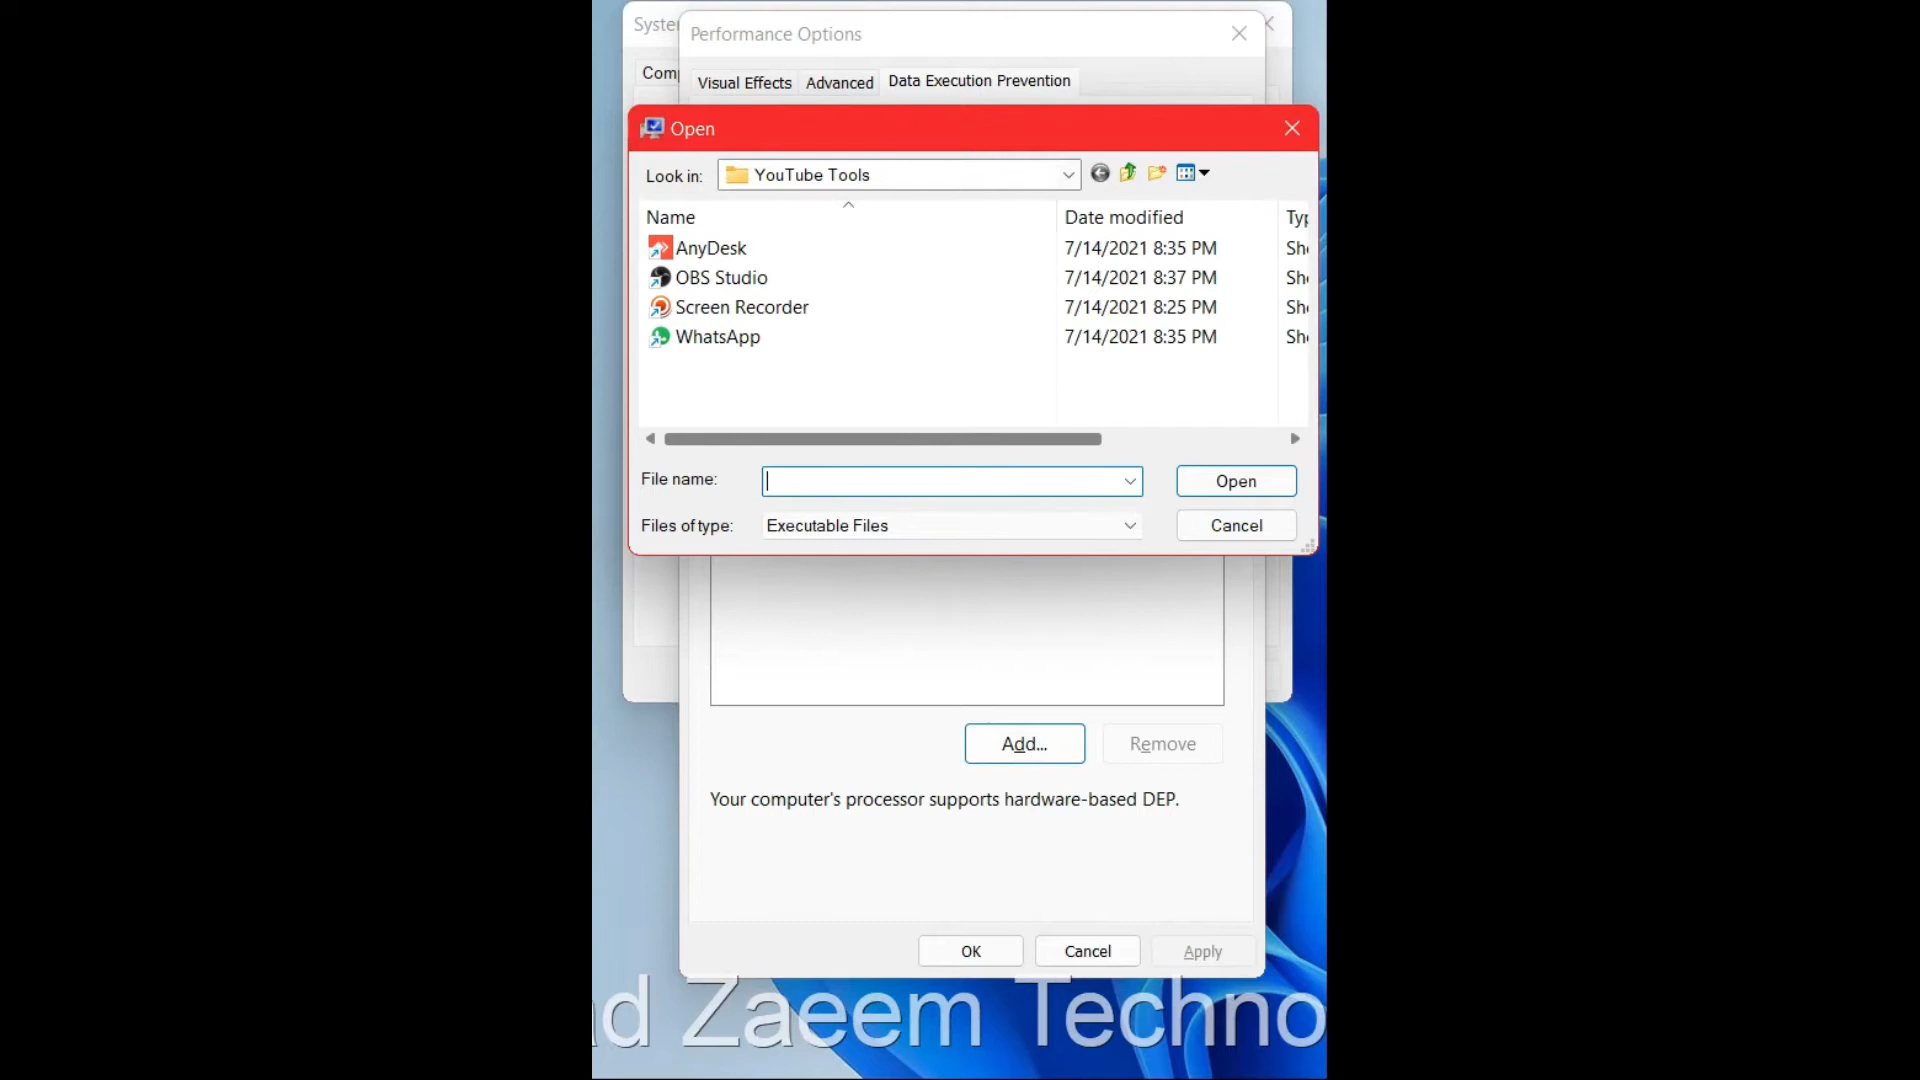 Performance Options
Visual Effects Advanced Data Execution Prevention
Open
Look in: YouTube Tools
Name Date modified
AnyDesk 7/14/2021 8:35 PM
OBS Studio 7/14/2021 8:37 PM
Screen Recorder 7/14/2021 8:25 PM
WhatsApp 7/14/2021 8:35 PM
File name: Open
Files of type: Executable Files Cancel
Add... Remove
Your computer's processor supports hardware-based DEP.
OK Cancel Apply
Zaeem Techno